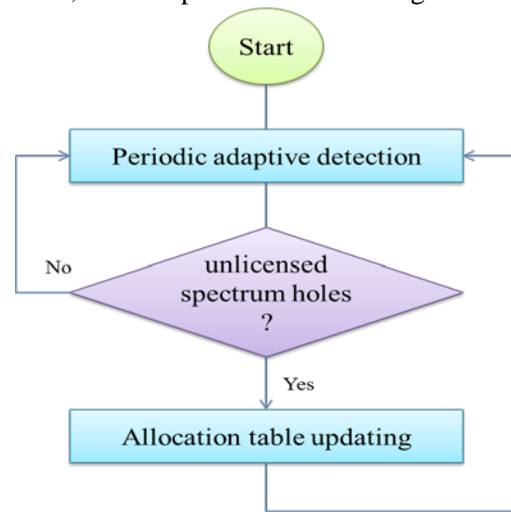 Start
Periodic adaptive detection
unlicensed
spectrum holes
?
No
Yes
Allocation table updating